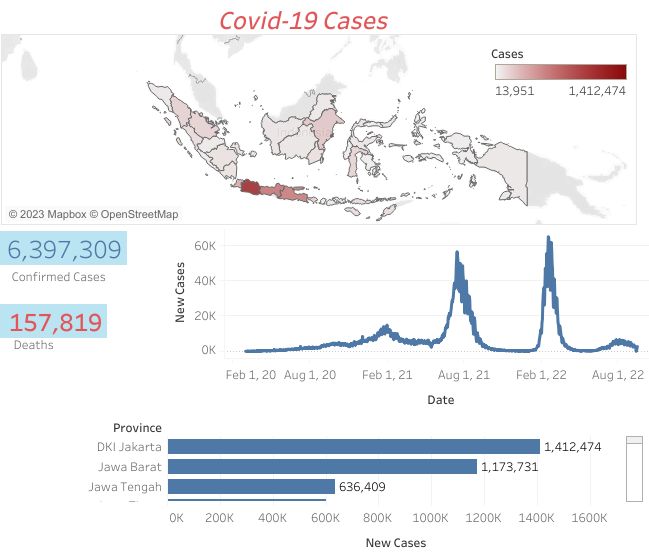 Covid-19 Cases
Cases
13,951 1,412,474
© 2023 Mapbox © OpenStreetMap
6,397,309
Confirmed Cases
157,819
Deaths
New Cases
60K
40K
20K
0K
Feb 1, 20 Aug 1, 20 Feb 1, 21 Aug 1, 21 Feb 1, 22 Aug 1, 22
Date
Province
DKI Jakarta 1,412,474
Jawa Barat 1,173,731
Jawa Tengah 636,409
0K 200K 400K 600K 800K 1000K 1200K 1400K 1600K
New Cases